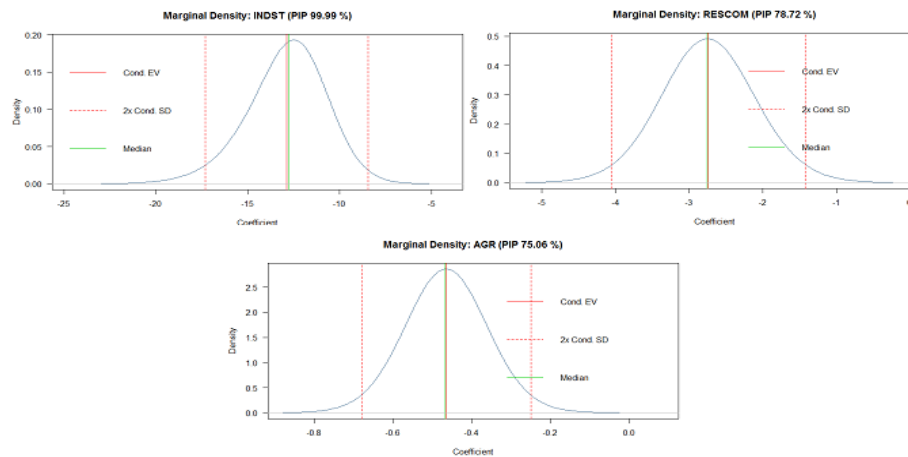 Marginal Density: INDST (PIP 99.99 %)
0.20
0.15
0.10
0.05
0.00
Density
Cond. EV
2x Cond. SD
Median
-25
-20
-15
-10
-5
Coefficient
Marginal Density: RESCOM (PIP 78.72 %)
0.5
0.4
0.3
0.2
0.1
0.0
Density
Cond. EV
2x Cond. SD
Median
-5
-4
-3
-2
-1
0
Coefficient
Marginal Density: AGR (PIP 75.06 %)
2.5
2.0
1.5
1.0
0.5
0.0
Density
Cond. EV
2x Cond. SD
Median
-0.8
-0.6
-0.4
-0.2
0.0
Coefficient